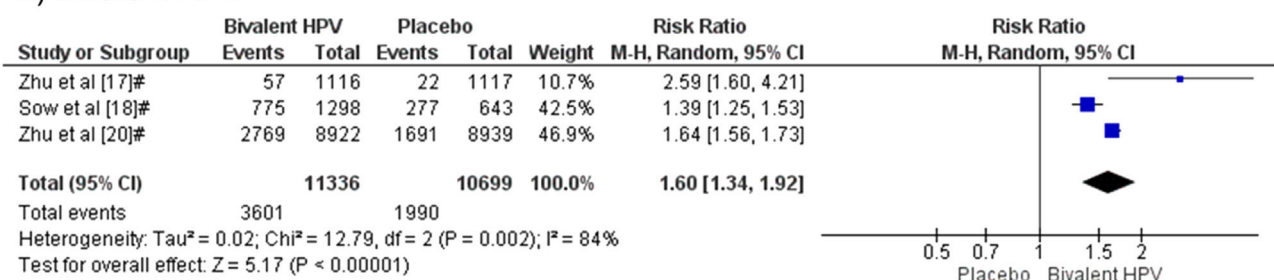 Bivalent HPV Placebo Risk Ratio Risk Ratio
Study or Subgroup Events Total Events Total Weight M-H, Random, 95% CI M-H, Random, 95% CI
Zhu et al [17]# 57 1116 22 1117 10.7% 2.59 [1.60, 4.21]
Sow et al [18]# 775 1298 277 643 42.5% 1.39 [1.25, 1.53]
Zhu et al [20]# 2769 8922 1691 8939 46.9% 1.64 [1.56, 1.73]
Total (95% CI) 11336 10699 100.0% 1.60 [1.34, 1.92]
Total events 3601 1990
Heterogeneity: Tau² = 0.02; Chi² = 12.79, df = 2 (P = 0.002); I² = 84%
Test for overall effect: Z = 5.17 (P < 0.00001)
0.5 0.7 1 1.5 2
Placebo Bivalent HPV